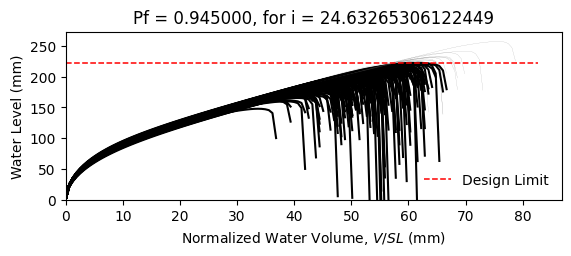 Pf = 0.945000, for i = 24.63265306122449
Water Level (mm)
250
200
150
100
50
0
Design Limit
0 10 20 30 40 50 60 70 80
Normalized Water Volume, V/SL (mm)